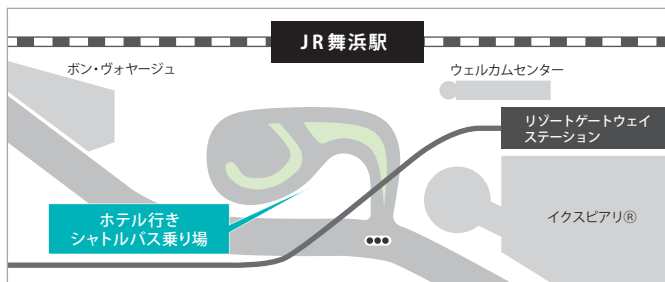 JR舞浜駅
ボン・ヴォヤージュ
ウェルカムセンター
リゾートゲートウェイ
ステーション
イクスピアリ®
ホテル行き
シャトルバス乗り場